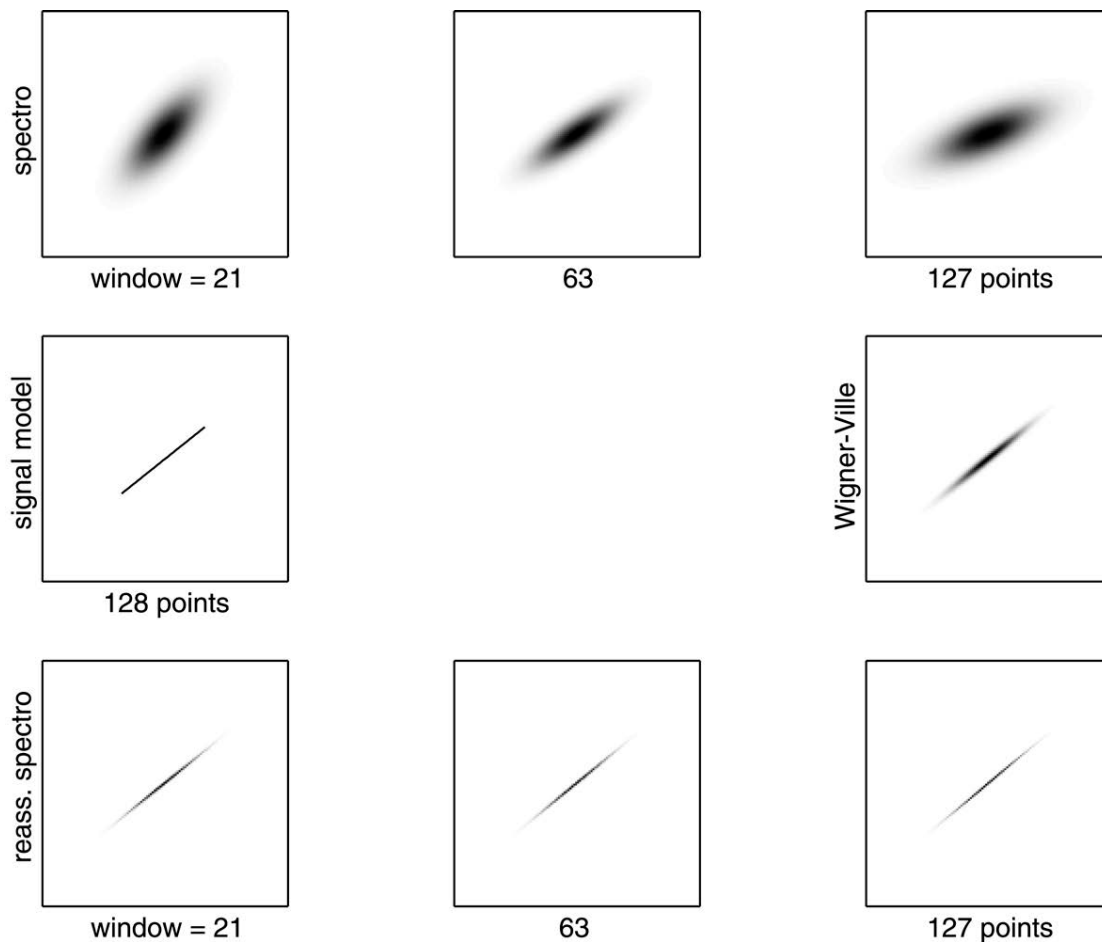 spectro
window = 21
63
127 points
signal model
128 points
Wigner-Ville
reass. spectro
window = 21
63
127 points